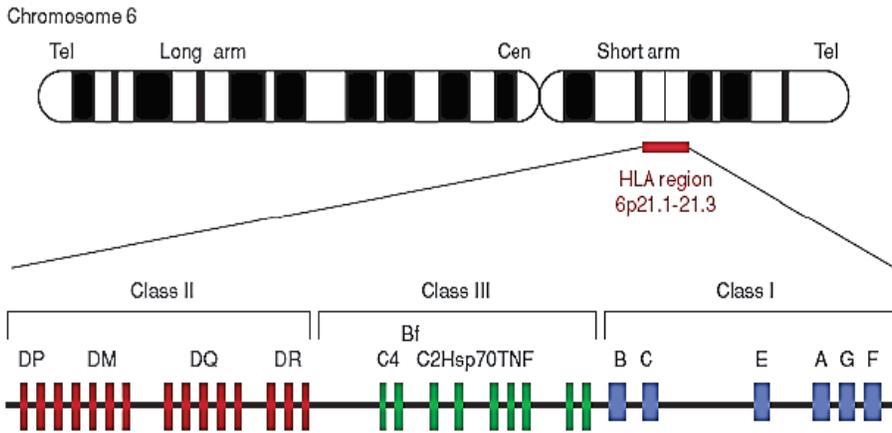 Chromosome 6
Tel Long arm Cen Short arm Tel
HLA region
6p21.1-21.3
Class II Class III Class I
Bf
DP DM DQ DR C4 C2Hsp70TNF B C E A G F